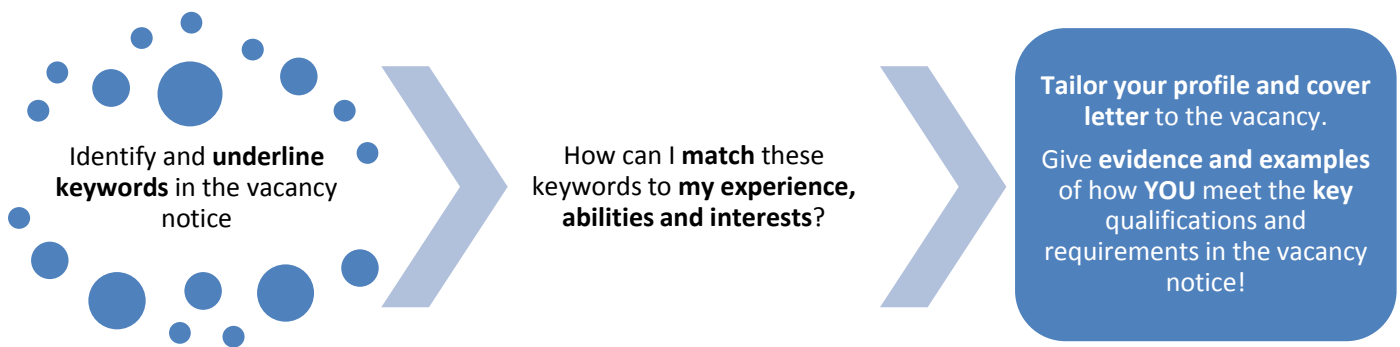 Identify and underline
keywords in the vacancy
notice
How can I match these
keywords to my experience,
abilities and interests?
Tailor your profile and cover
letter to the vacancy.
Give evidence and examples
of how YOU meet the key
qualifications and
requirements in the vacancy
notice!